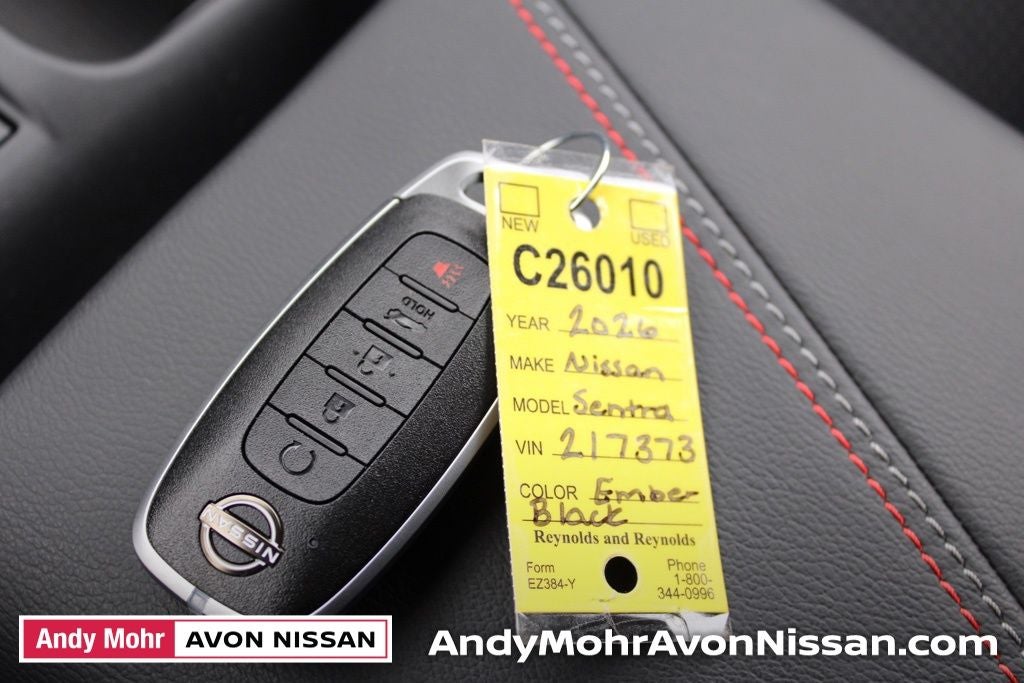 NEW
USED
C26010
YEAR 2026
MAKE Nissan
MODEL Sentra
VIN 217373
COLOR Ember
Black
Reynolds and Reynolds
Form
EZ384-Y
Phone
1-800-
344-0996
HOLD
NISSAN
Andy Mohr AVON NISSAN
AndyMohrAvonNissan.com